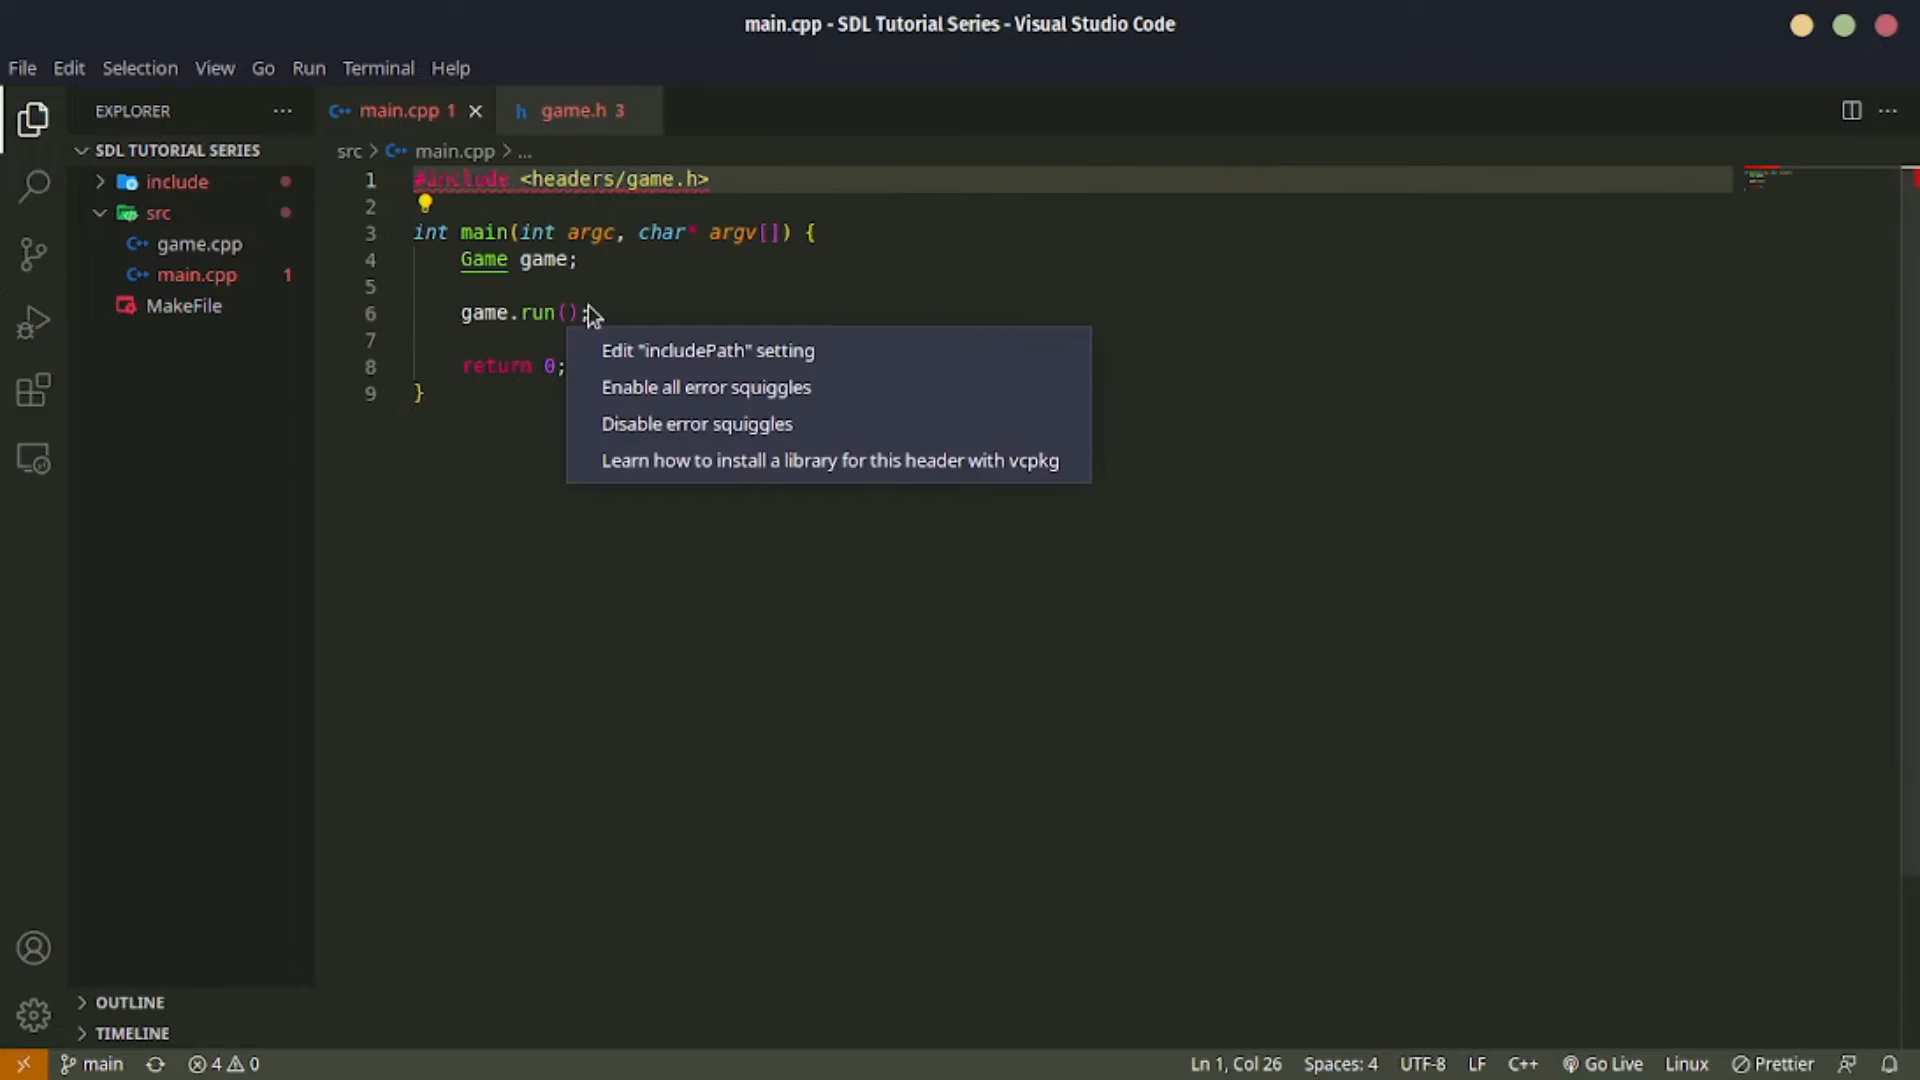 main.cpp - SDL Tutorial Series - Visual Studio Code
File Edit Selection View Go Run Terminal Help
EXPLORER ...
main.cpp 1
game.h 3
SDL TUTORIAL SERIES
include
src
game.cpp
main.cpp 1
MakeFile
src > main.cpp > ...
1 #include <headers/game.h>
2
3 int main(int argc, char* argv[]) {
4 Game game;
5
6 game.run();
7
8 return 0;
9 }
Edit "includePath" setting
Enable all error squiggles
Disable error squiggles
Learn how to install a library for this header with vcpkg
OUTLINE
TIMELINE
main 4 0 Ln 1, Col 26 Spaces: 4 UTF-8 LF C++ Go Live Linux Prettier